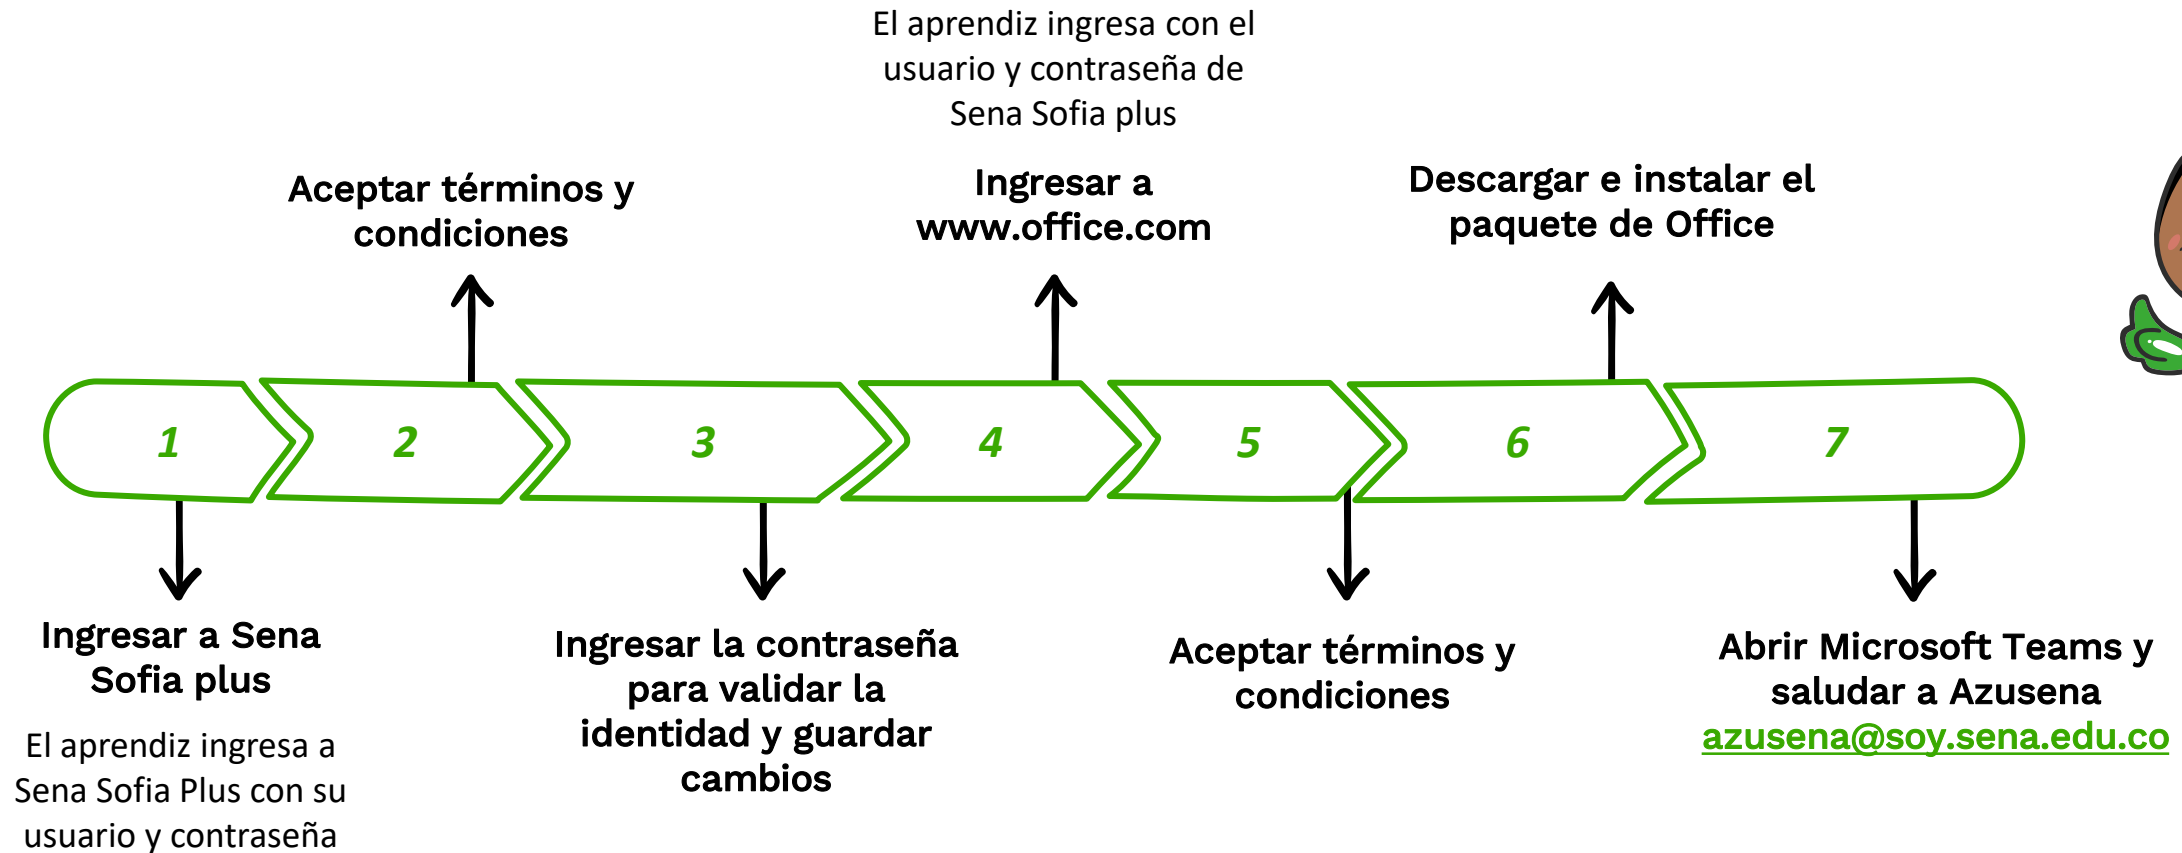 El aprendiz ingresa con el
usuario y contraseña de
Sena Sofia plus
Aceptar términos y
condiciones
Ingresar a
www.office.com
Descargar e instalar el
paquete de Office
1
2
3
4
5
6
7
Ingresar a Sena
Sofia plus
El aprendiz ingresa a
Sena Sofia Plus con su
usuario y contraseña
Ingresar la contraseña
para validar la
identidad y guardar
cambios
Aceptar términos y
condiciones
Abrir Microsoft Teams y
saludar a Azusena
azusena@soy.sena.edu.co